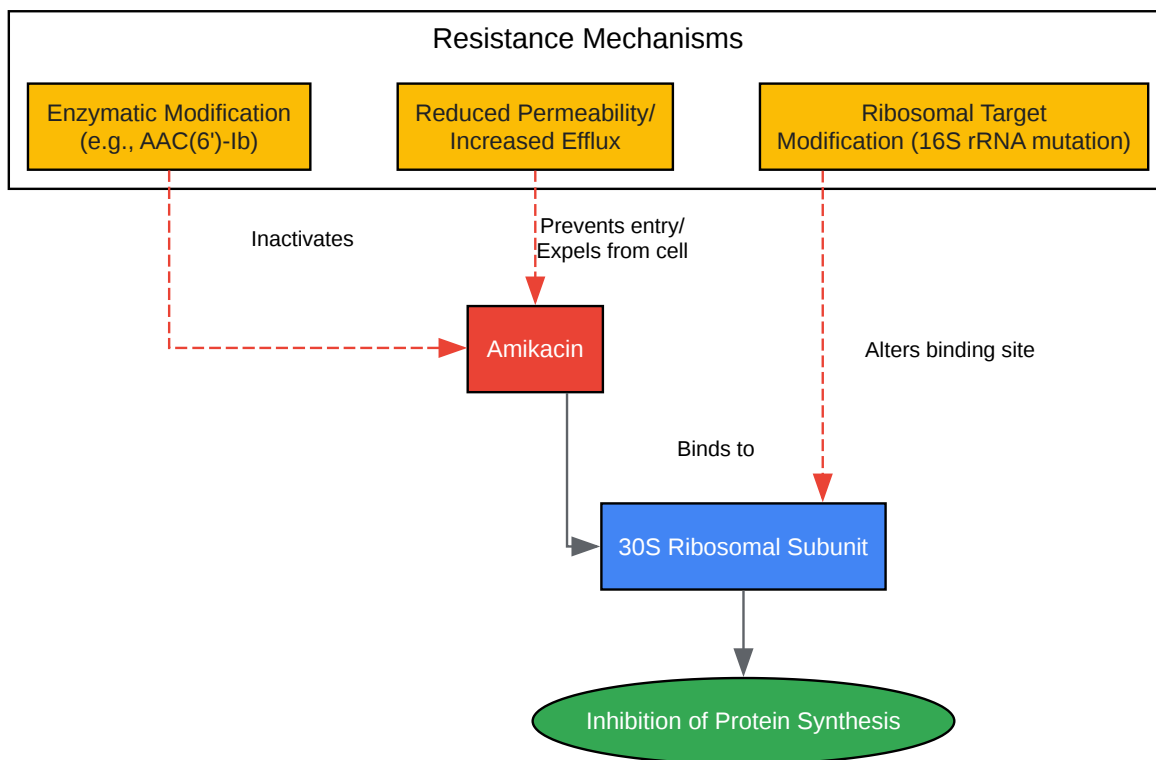 Resistance Mechanisms
Enzymatic Modification
(e.g., AAC(6')-Ib)
Reduced Permeability/
Increased Efflux
Ribosomal Target
Modification (16S rRNA mutation)
Inactivates
Prevents entry/
Expels from cell
Amikacin
Alters binding site
Binds to
30S Ribosomal Subunit
Inhibition of Protein Synthesis